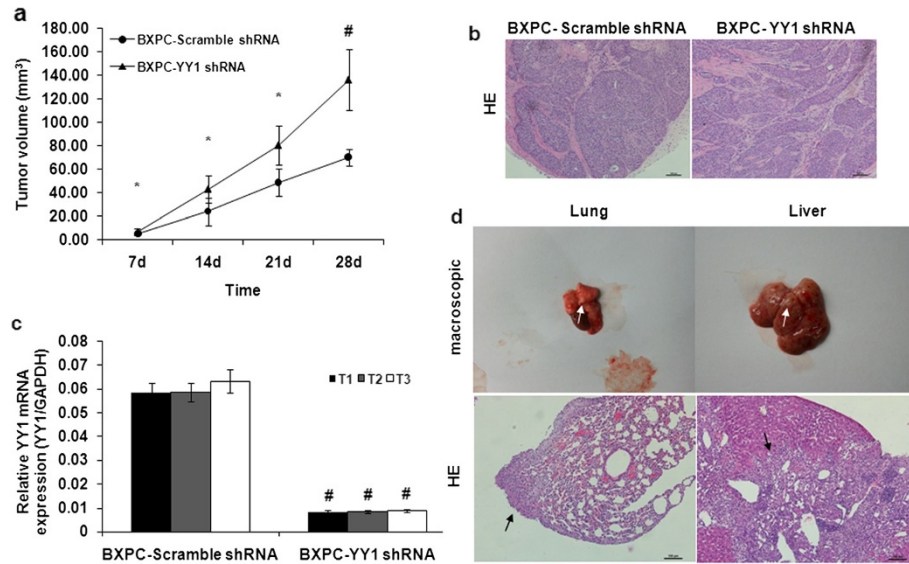 a
180.00
160.00
140.00
120.00
100.00
80.00
60.00
40.00
20.00
0.00
Tumor volume (mm³)
BXPC-Scramble shRNA
BXPC-YY1 shRNA
*
*
*
#
7d 14d 21d 28d
Time
b
BXPC- Scramble shRNA BXPC-YY1 shRNA
HE
c
0.07
0.06
0.05
0.04
0.03
0.02
0.01
0
Relative YY1 mRNA
expression (YY1/GAPDH)
T1 T2 T3
# # #
BXPC-Scramble shRNA BXPC-YY1 shRNA
d
Lung Liver
macroscopic
HE